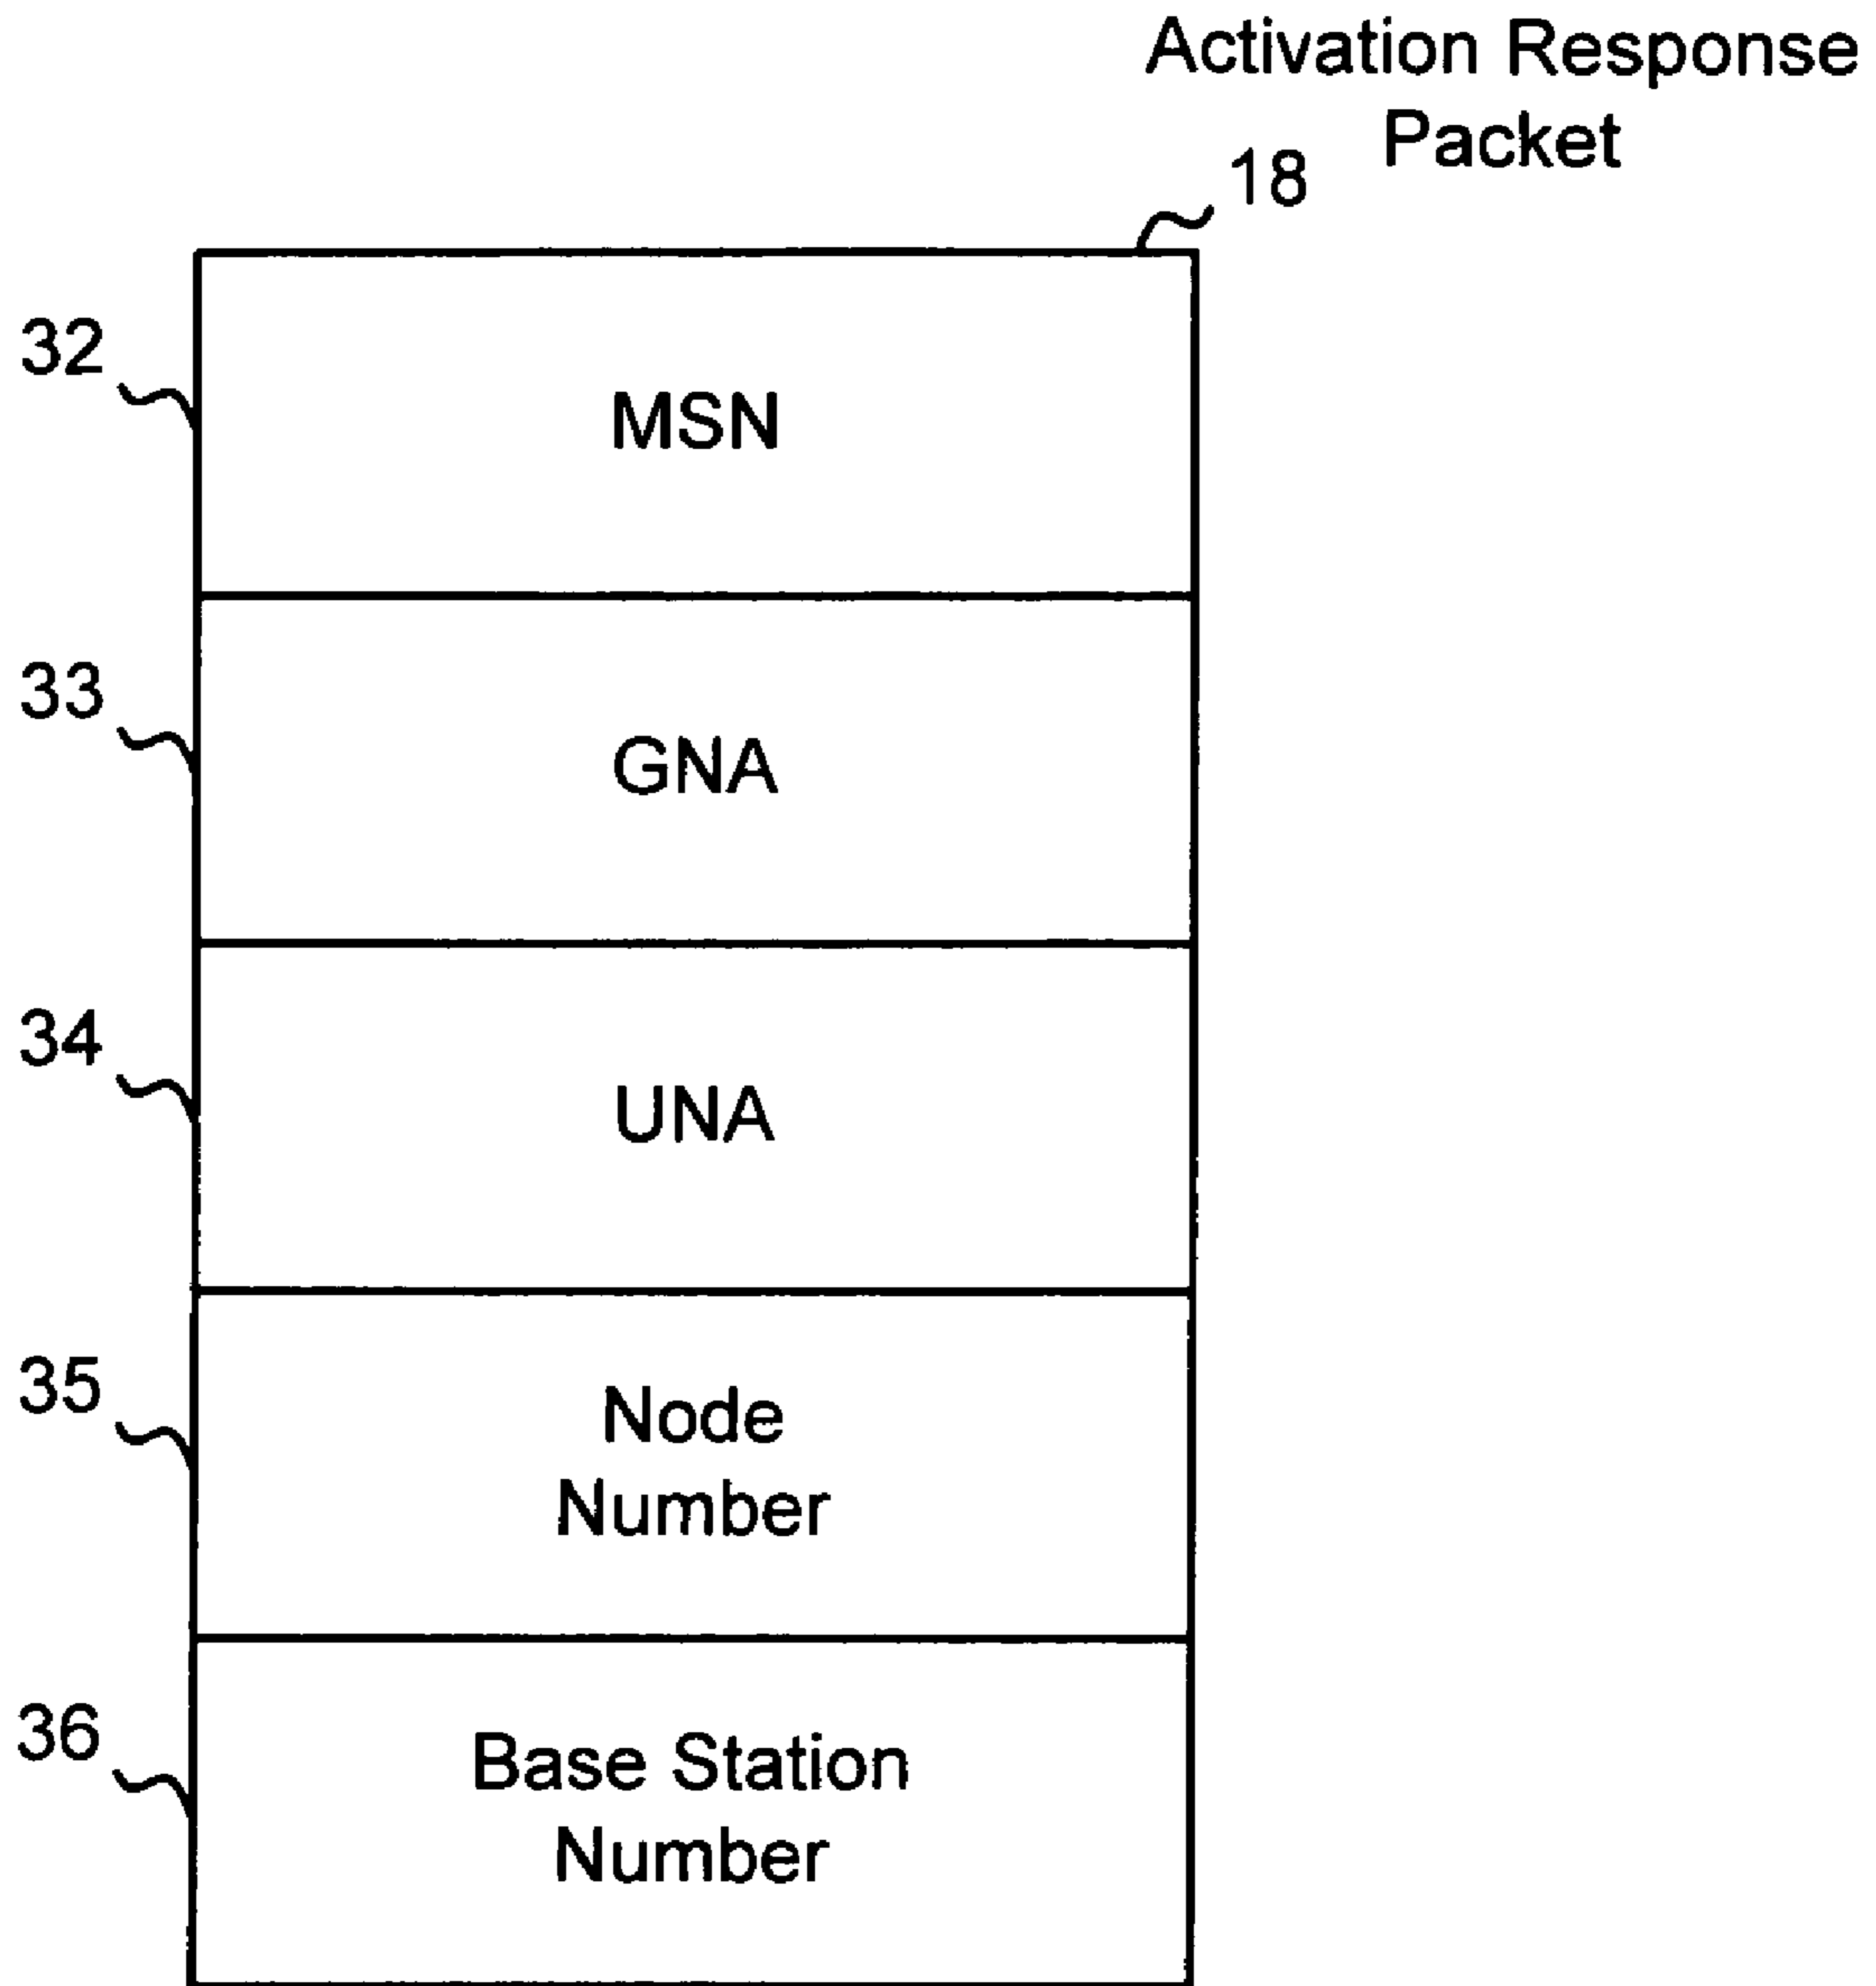 Activation Response
Packet
18
32
MSN
33
GNA
34
UNA
35
Node
Number
36
Base Station
Number